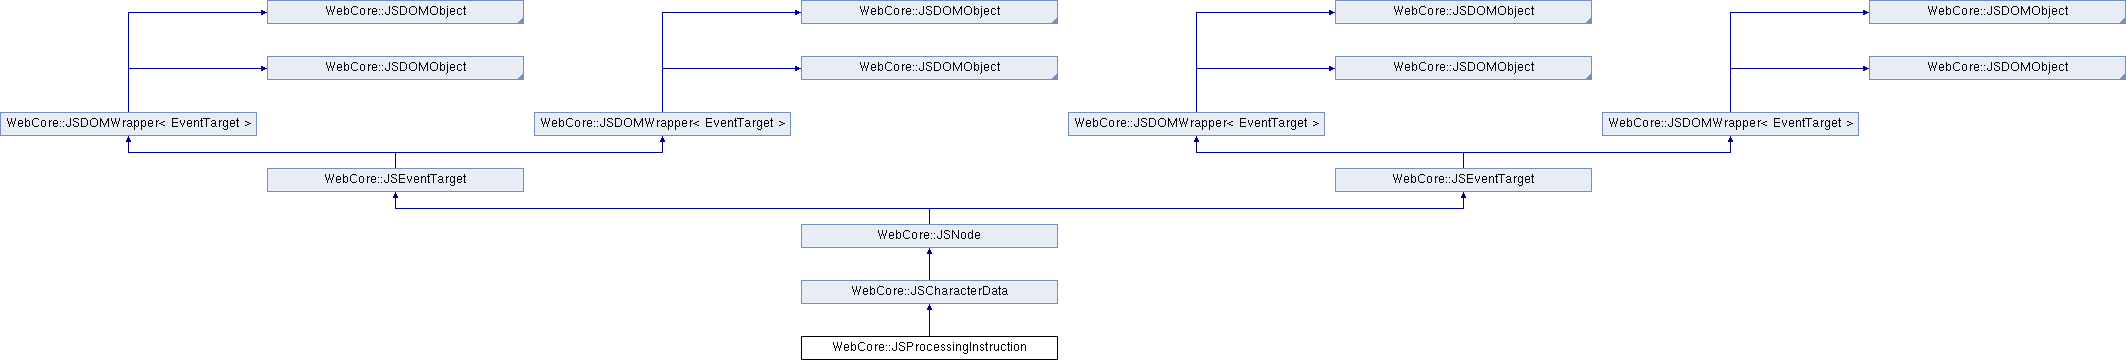 WebCore::JSDOMObject
WebCore::JSDOMObject
WebCore::JSDOMObject
WebCore::JSDOMObject
WebCore::JSDOMObject
WebCore::JSDOMObject
WebCore::JSDOMObject
WebCore::JSDOMObject
WebCore::JSDOMWrapper< EventTarget >
WebCore::JSDOMWrapper< EventTarget >
WebCore::JSDOMWrapper< EventTarget >
WebCore::JSDOMWrapper< EventTarget >
WebCore::JSEventTarget
WebCore::JSEventTarget
WebCore::JSNode
WebCore::JSCharacterData
WebCore::JSProcessingInstruction